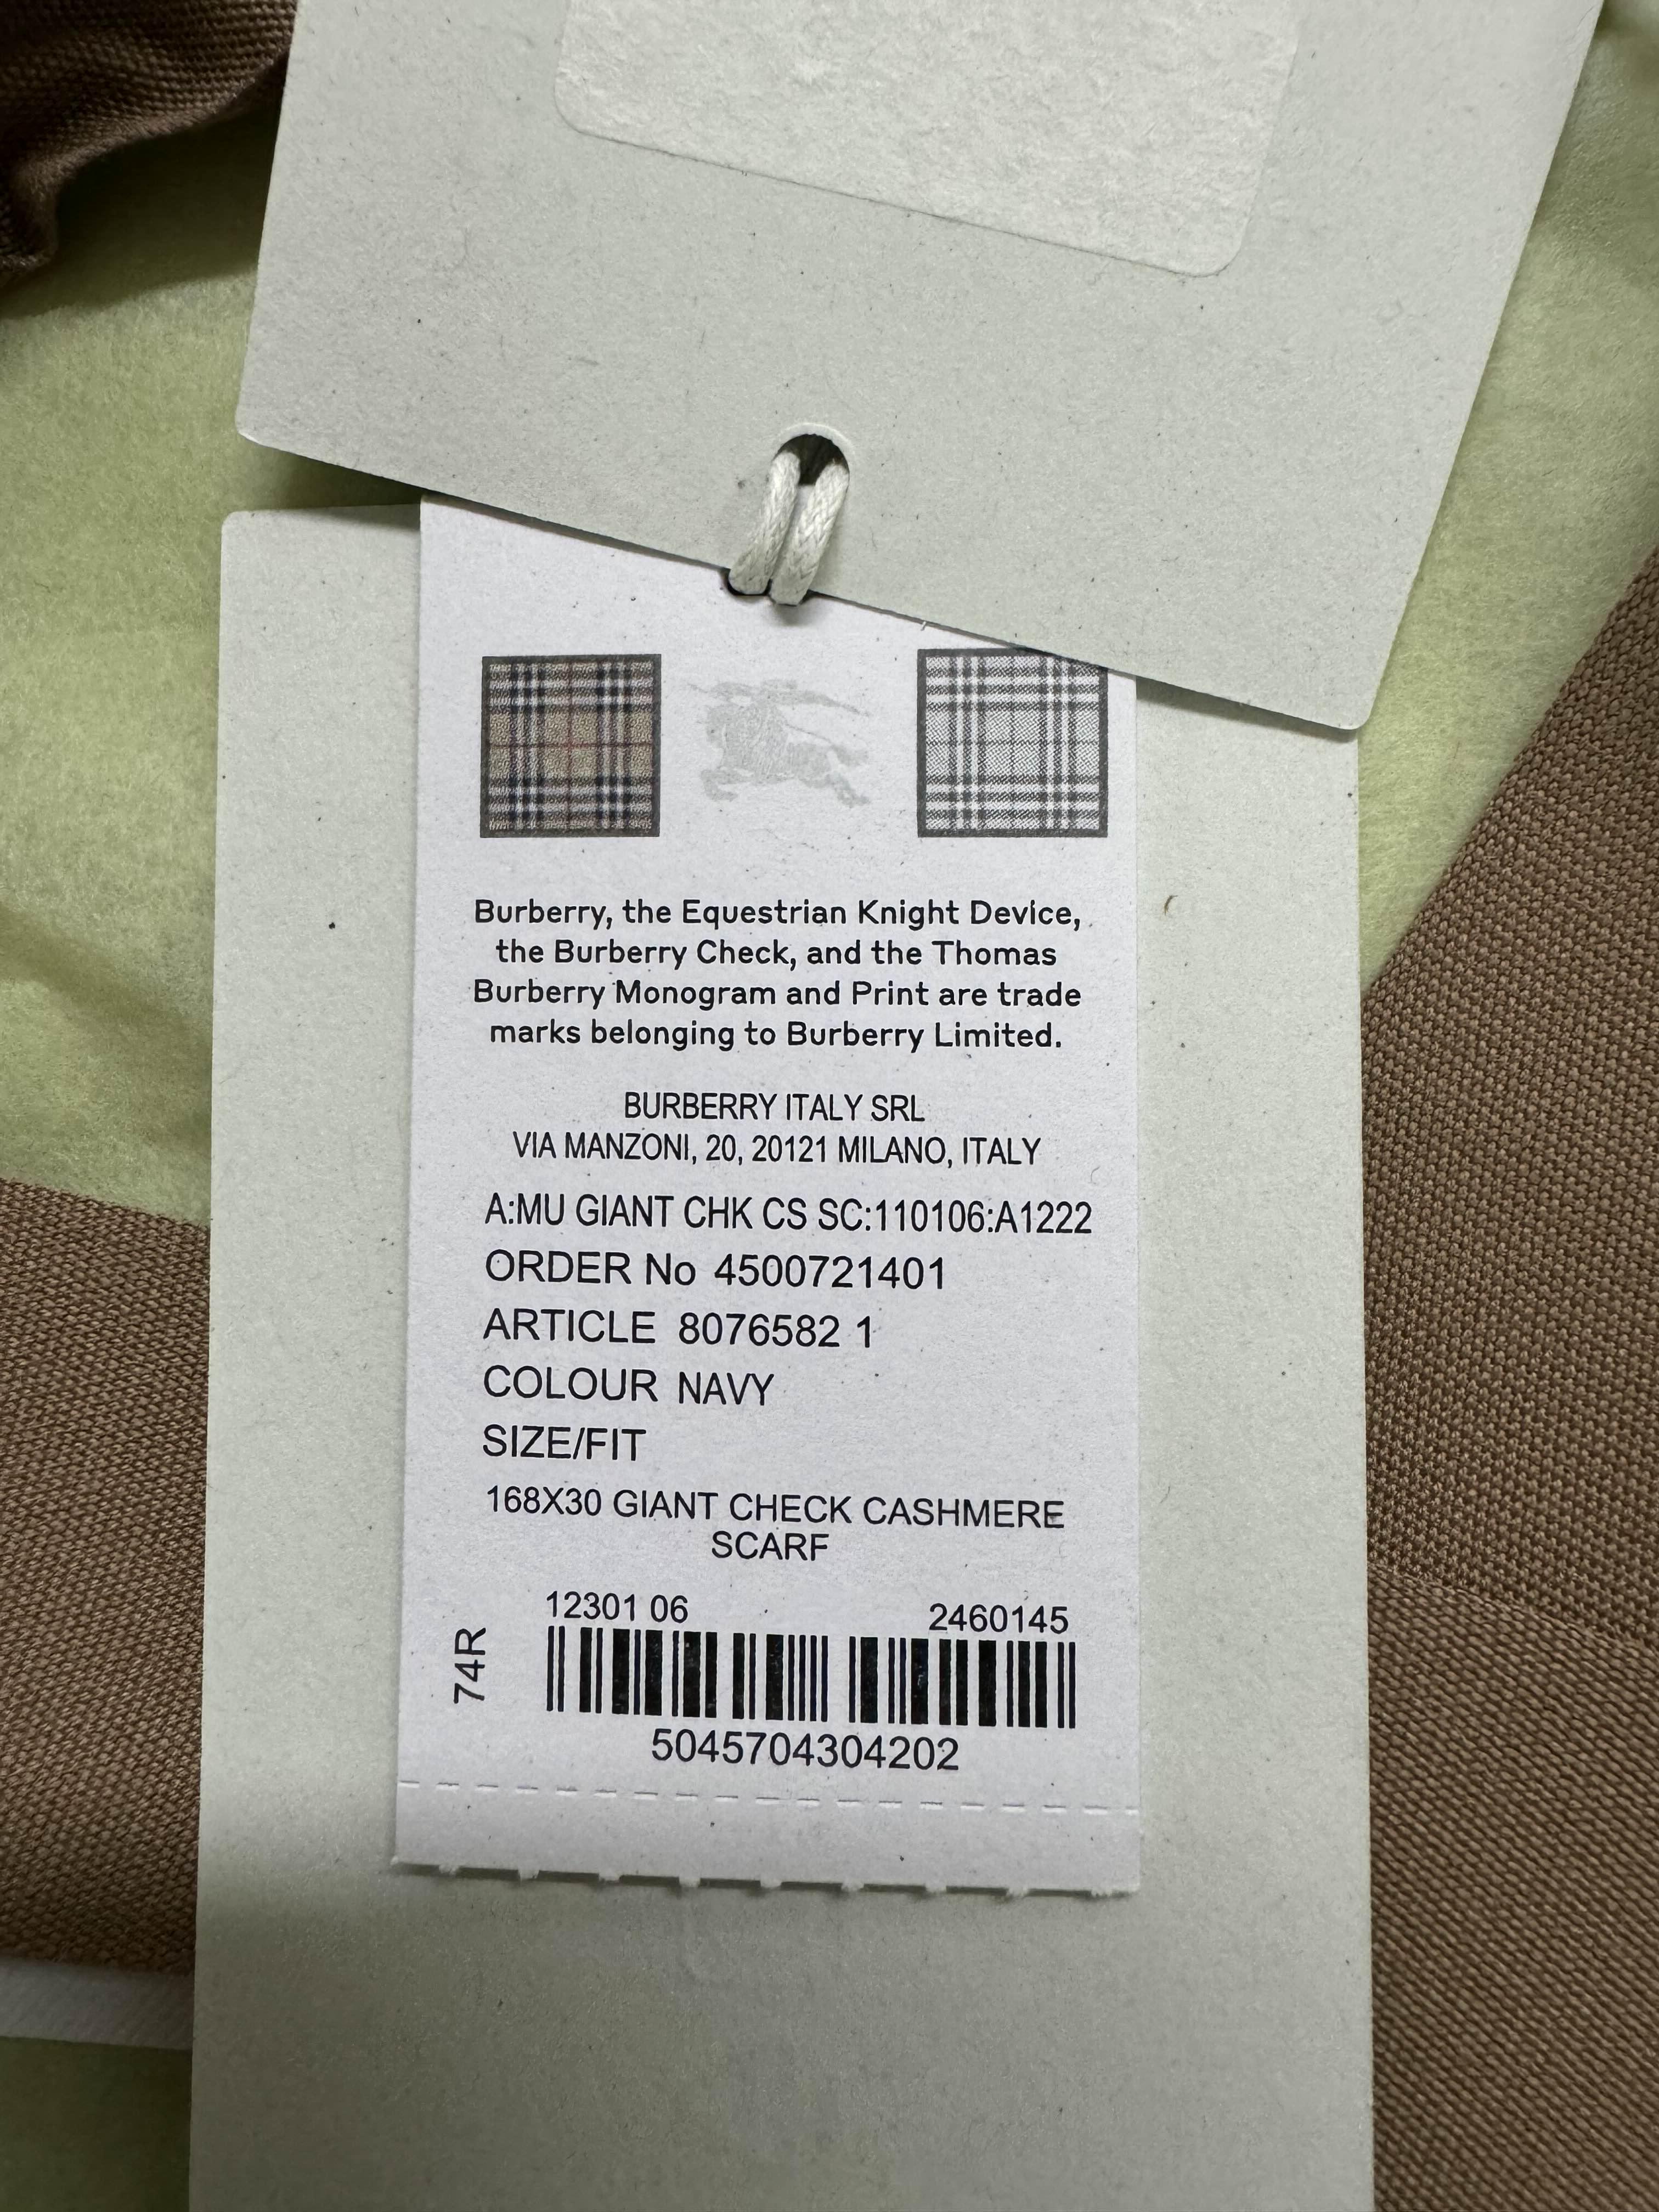 Burberry, the Equestrian Knight Device,
the Burberry Check, and the Thomas
Burberry Monogram and Print are trade
marks belonging to Burberry Limited.
BURBERRY ITALY SRL
VIA MANZONI, 20, 20121 MILANO, ITALY
A:MU GIANT CHK CS SC:110106:A1222
ORDER No 4500721401
ARTICLE 8076582 1
COLOUR NAVY
SIZE/FIT
168X30 GIANT CHECK CASHMERE
SCARF
12301 06 2460145
74R
5045704304202